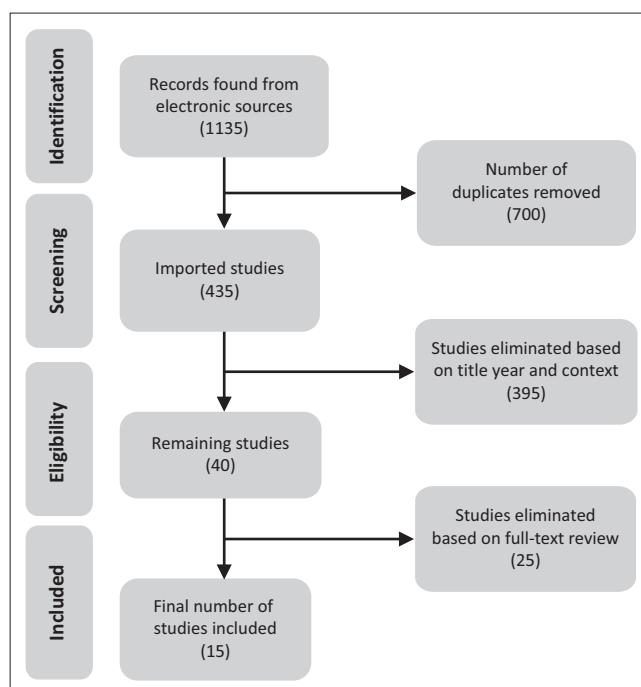 Identification
Records found from
electronic sources
(1135)
Number of
duplicates removed
(700)
Screening
Imported studies
(435)
Studies eliminated based
on title year and context
(395)
Eligibility
Remaining studies
(40)
Studies eliminated
based on full-text review
(25)
Included
Final number of
studies included
(15)